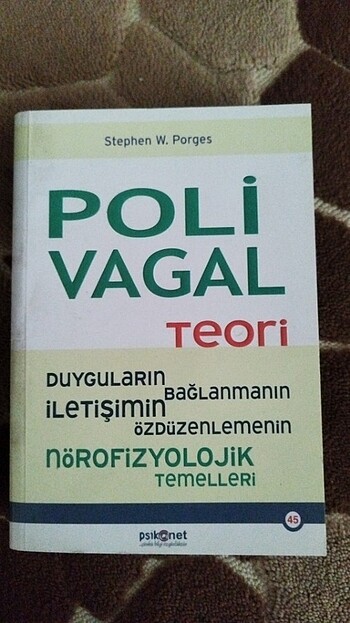 Stephen W. Porges
POLİ
VAGAL
Teori
DUYGULARIN
BAĞLANMANIN
İLETİŞİMİN
ÖZDÜZENLEMENİN
NÖROFİZYOLOJİK
TEMELLERİ
45
psikonet